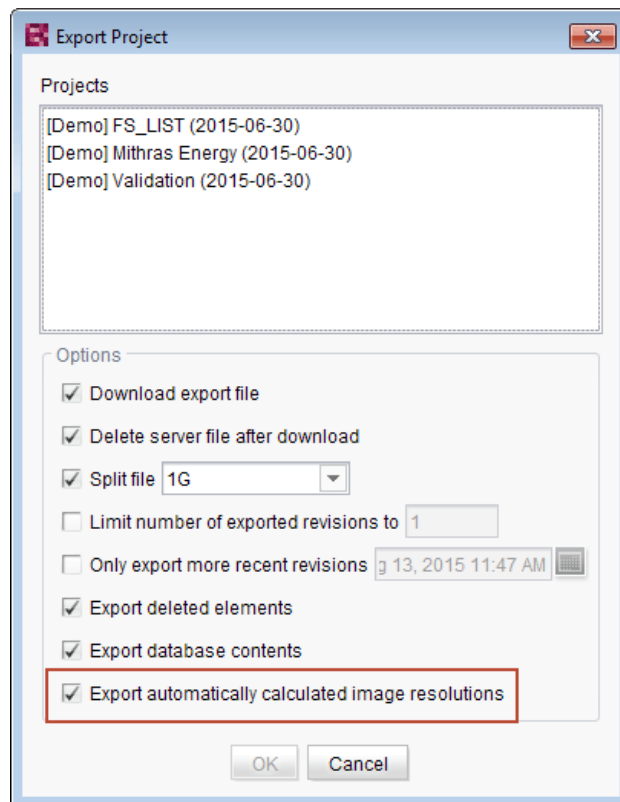 Export Project
Projects
[Demo] FS_LIST (2015-06-30)
[Demo] Mithras Energy (2015-06-30)
[Demo] Validation (2015-06-30)
Options
Download export file
Delete server file after download
Split file 1G
Limit number of exported revisions to 1
Only export more recent revisions g 13, 2015 11:47 AM
Export deleted elements
Export database contents
Export automatically calculated image resolutions
OK Cancel